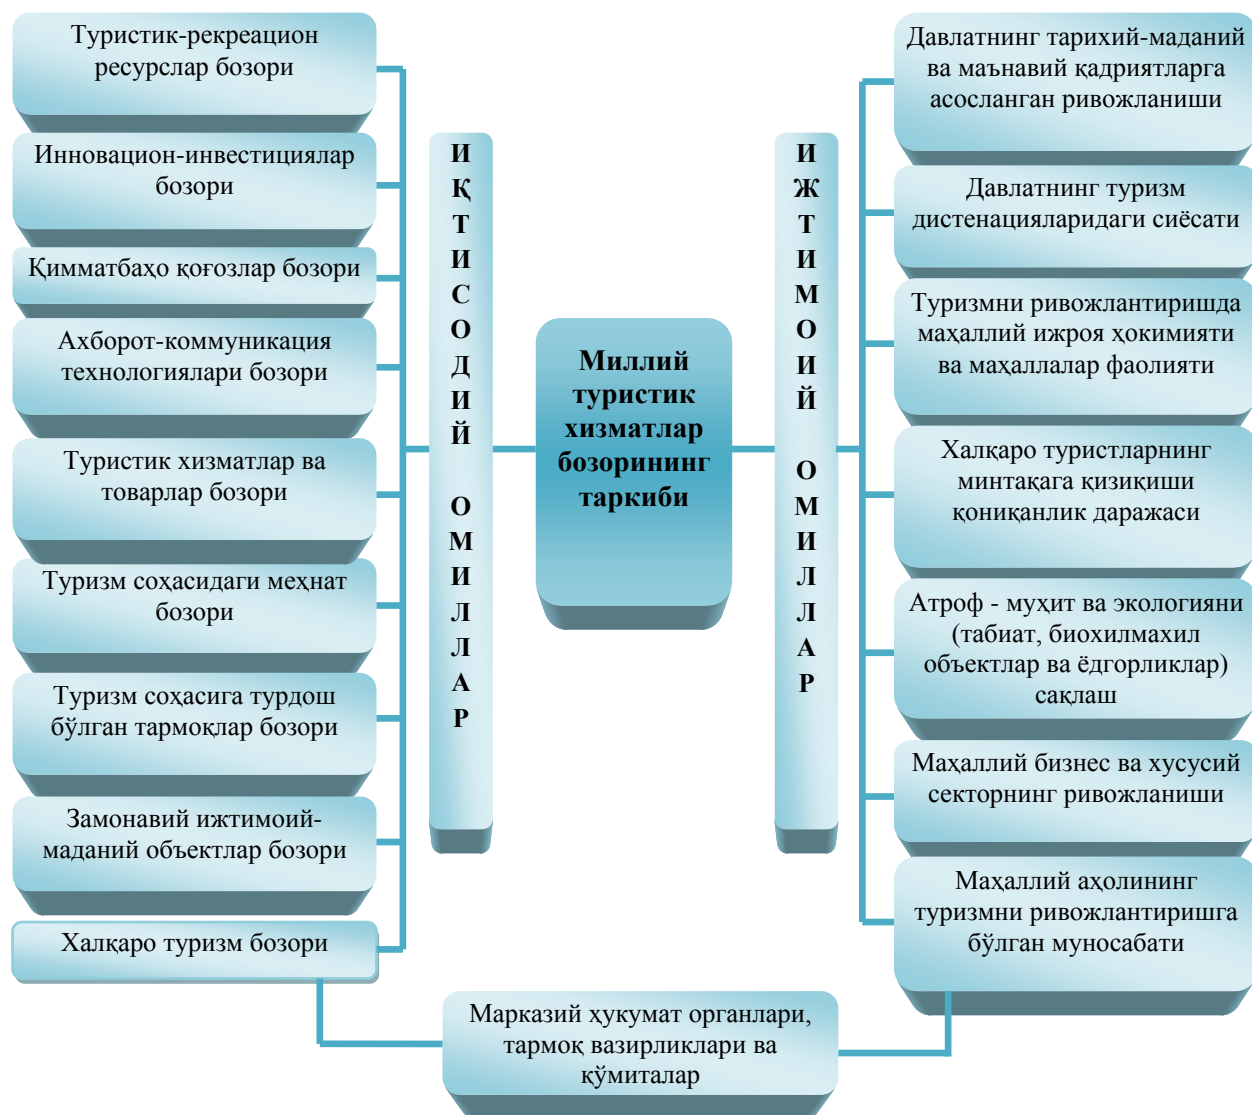 Туристик-рекреацион
ресурслар бозори
Инновацион-инвестициялар
бозори
Қимматбаҳо қоғозлар бозори
Ахборот-коммуникация
технологиялари бозори
Туристик хизматлар ва
товарлар бозори
Туризм соҳасидаги меҳнат
бозори
Туризм соҳасига турдош
бўлган тармоқлар бозори
Замонавий ижтимоий-
маданий объектлар бозори
Халқаро туризм бозори
ИҚТИСОДИЙ ОМИЛЛАР
Миллий
туристик
хизматлар
бозорининг
таркиби
ИЖТИМОИЙ ОМИЛЛАР
Давлатнинг тарихий-маданий
ва маънавий қадриятларга
асосланган ривожланиши
Давлатнинг туризм
дистенацияларидаги сиёсати
Туризмни ривожлантиришда
маҳаллий ижроя ҳокимияти
ва маҳаллалар фаолияти
Халқаро туристларнинг
минтақага қизиқиши
қониқанлик даражаси
Атроф - муҳит ва экологияни
(табиат, биохилмахил
объектлар ва ёдгорликлар)
сақлаш
Маҳаллий бизнес ва хусусий
секторнинг ривожланиши
Маҳаллий аҳолининг
туризмни ривожлантиришга
бўлган муносабати
Марказий ҳукумат органлари,
тармоқ вазирликлари ва
қўмиталар